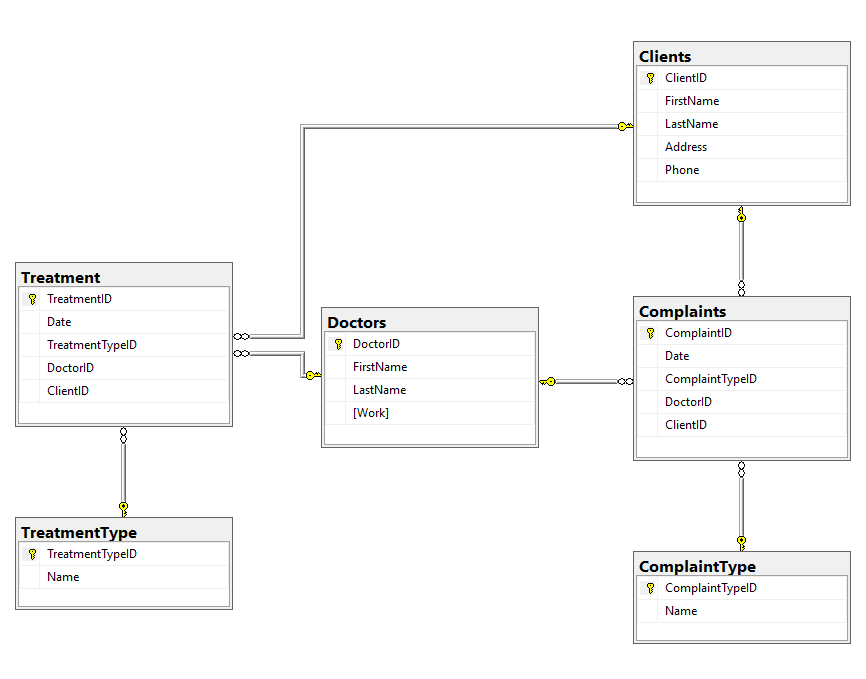 Clients
ClientID
FirstName
LastName
Address
Phone
Treatment
TreatmentID
Date
TreatmentTypeID
DoctorID
ClientID
Doctors
DoctorID
FirstName
LastName
[Work]
Complaints
ComplaintID
Date
ComplaintTypeID
DoctorID
ClientID
TreatmentType
TreatmentTypeID
Name
ComplaintType
ComplaintTypeID
Name